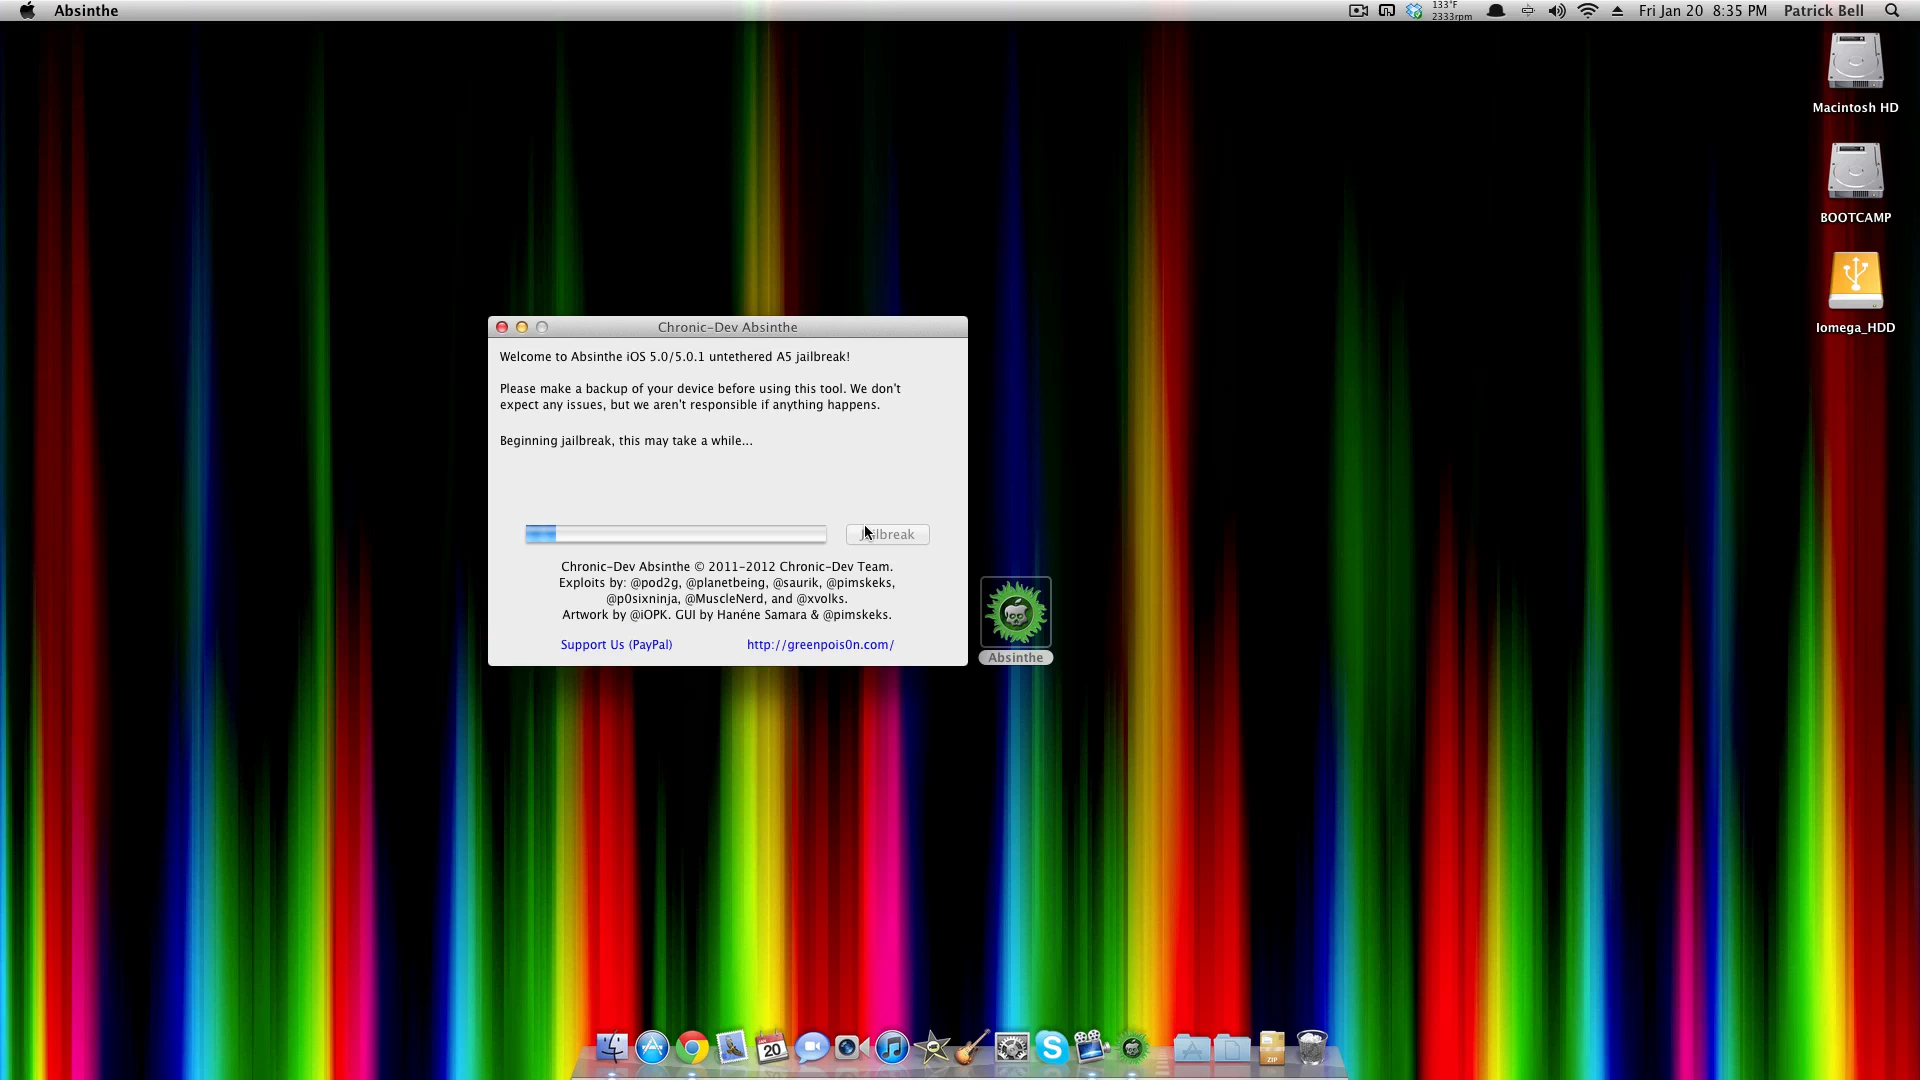 Absinthe
133°F
2333rpm
Fri Jan 20 8:35 PM
Patrick Bell
Macintosh HD
BOOTCAMP
Iomega_HDD
Chronic-Dev Absinthe
Welcome to Absinthe iOS 5.0/5.0.1 untethered A5 jailbreak!
Please make a backup of your device before using this tool. We don't
expect any issues, but we aren't responsible if anything happens.
Beginning jailbreak, this may take a while...
Jailbreak
Chronic-Dev Absinthe © 2011-2012 Chronic-Dev Team.
Exploits by: @pod2g, @planetbeing, @saurik, @pimskeks,
@p0sixninja, @MuscleNerd, and @xvolks.
Artwork by @iOPK. GUI by Hanéne Samara & @pimskeks.
Support Us (PayPal)
http://greenpois0n.com/
Absinthe
JAN
20
ZIP